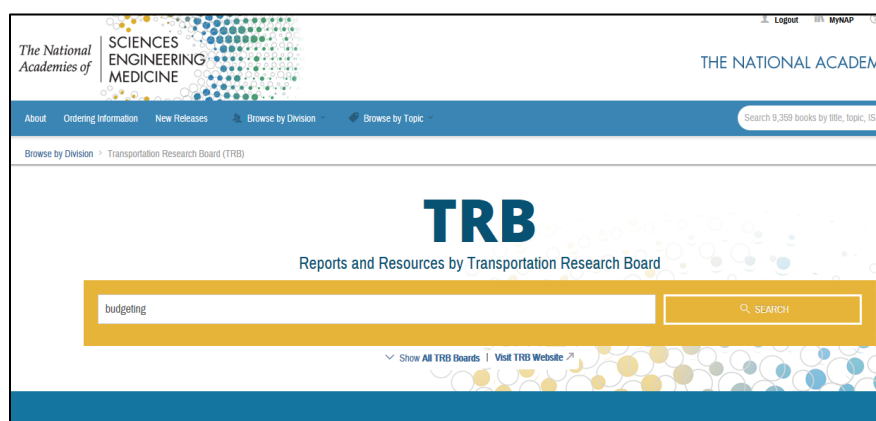 Logout MyNAP
The National
Academies of
SCIENCES
ENGINEERING
MEDICINE
THE NATIONAL ACADEM
About Ordering Information New Releases Browse by Division Browse by Topic
Search 9,359 books by title, topic, IS
Browse by Division > Transportation Research Board (TRB)
TRB
Reports and Resources by Transportation Research Board
budgeting
SEARCH
Show All TRB Boards | Visit TRB Website